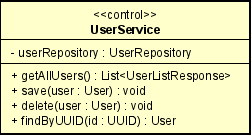 <<control>>
UserService
- userRepository : UserRepository
+ getAllUsers() : List<UserListResponse>
+ save(user : User) : void
+ delete(user : User) : void
+ findByUUID(id : UUID) : User